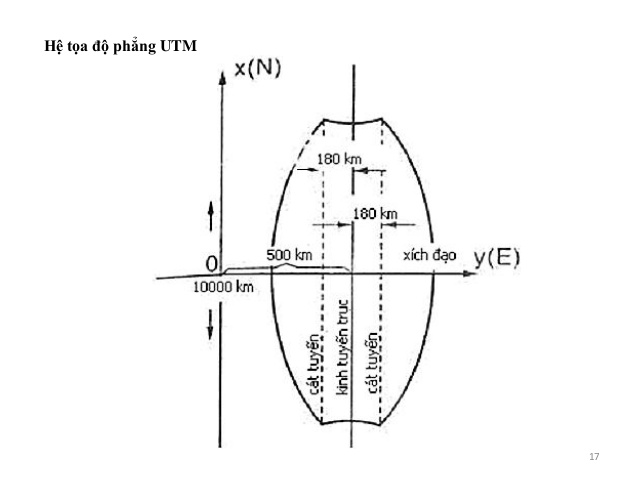 Hệ tọa độ phẳng UTM
x(N)
180 km
180 km
500 km
xích đạo
y(E)
0
10000 km
cát tuyến
kinh tuyến trục
cát tuyến
17